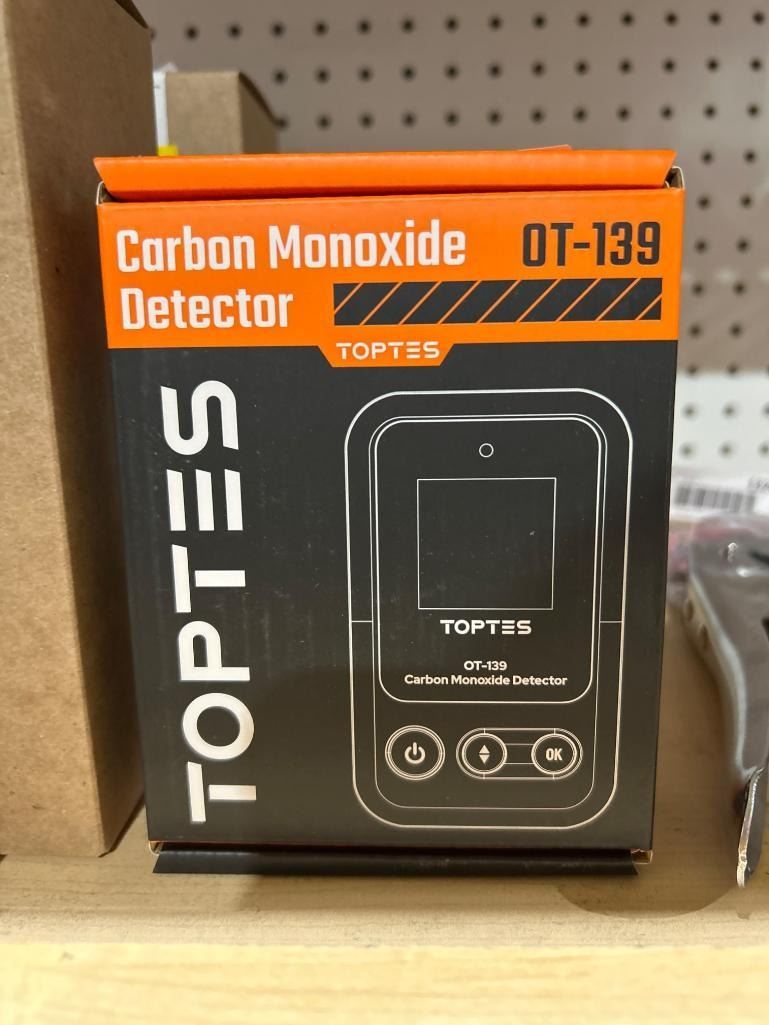 Carbon Monoxide
Detector
OT-139
TOPTES
TOPTES
TOPTES
OT-139
Carbon Monoxide Detector
OK